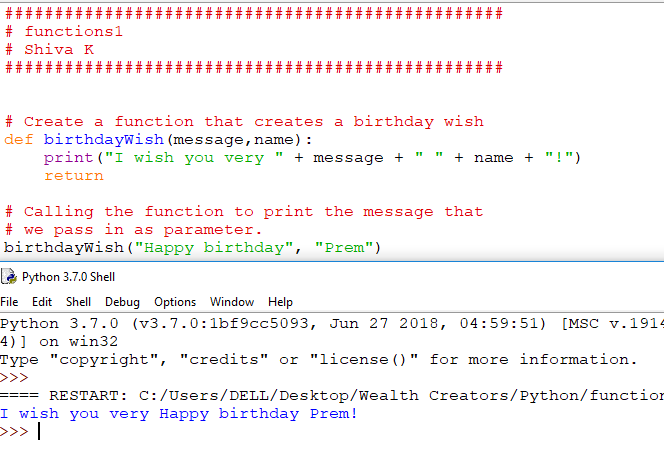 ##################################################
# functions1
# Shiva K
##################################################
# Create a function that creates a birthday wish
def birthdayWish(message,name):
    print("I wish you very " + message + " " + name + "!")
    return
# Calling the function to print the message that
# we pass in as parameter.
birthdayWish("Happy birthday", "Prem")
Python 3.7.0 Shell
File Edit Shell Debug Options Window Help
Python 3.7.0 (v3.7.0:1bf9cc5093, Jun 27 2018, 04:59:51) [MSC v.1914
4)] on win32
Type "copyright", "credits" or "license()" for more information.
>>>
==== RESTART: C:/Users/DELL/Desktop/Wealth Creators/Python/function
I wish you very Happy birthday Prem!
>>>